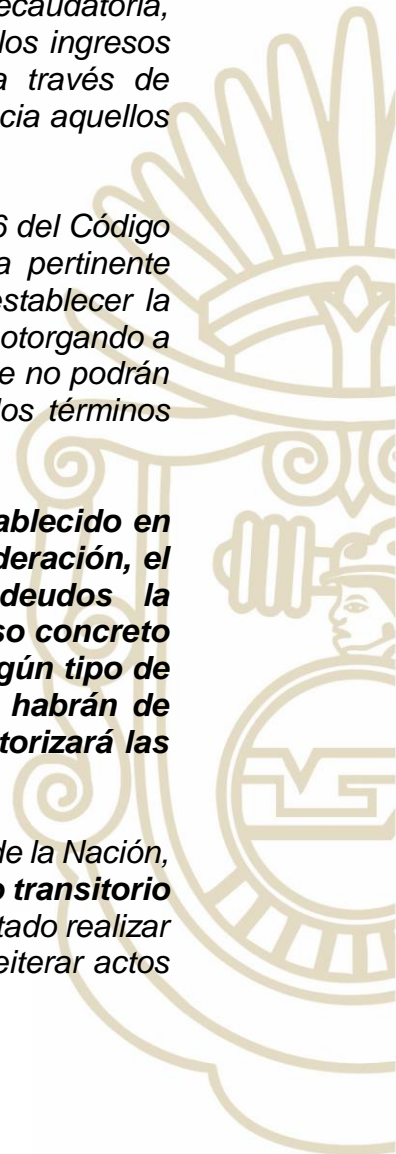 ecaudatoria,
los ingresos
a través de
cia aquellos
6 del Código
a pertinente
establecer la
otorgando a
e no podrán
los términos
ablecido en
deración, el
deudos la
so concreto
gún tipo de
habrán de
torizará las
de la Nación,
o transitorio
tado realizar
eiterar actos